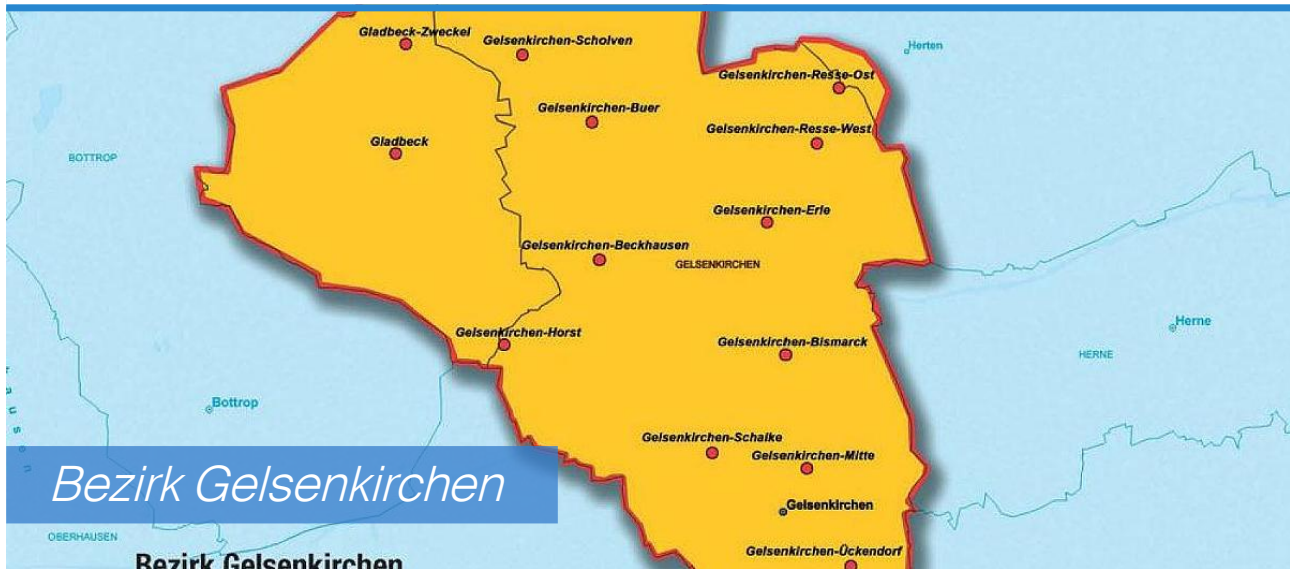 Gladbeck-Zweckel
Gelsenkirchen-Scholven
Herten
Gelsenkirchen-Resse-Ost
Gelsenkirchen-Buer
Gelsenkirchen-Resse-West
Gladbeck
BOTTROP
Gelsenkirchen-Erle
Gelsenkirchen-Beckhausen
GELSENKIRCHEN
Herne
Gelsenkirchen-Horst
Gelsenkirchen-Bismarck
HERNE
Bottrop
hausen
Gelsenkirchen-Schalke
Gelsenkirchen-Mitte
Bezirk Gelsenkirchen
Gelsenkirchen
OBERHAUSEN
Gelsenkirchen-Ückendorf
Bezirk Gelsenkirchen